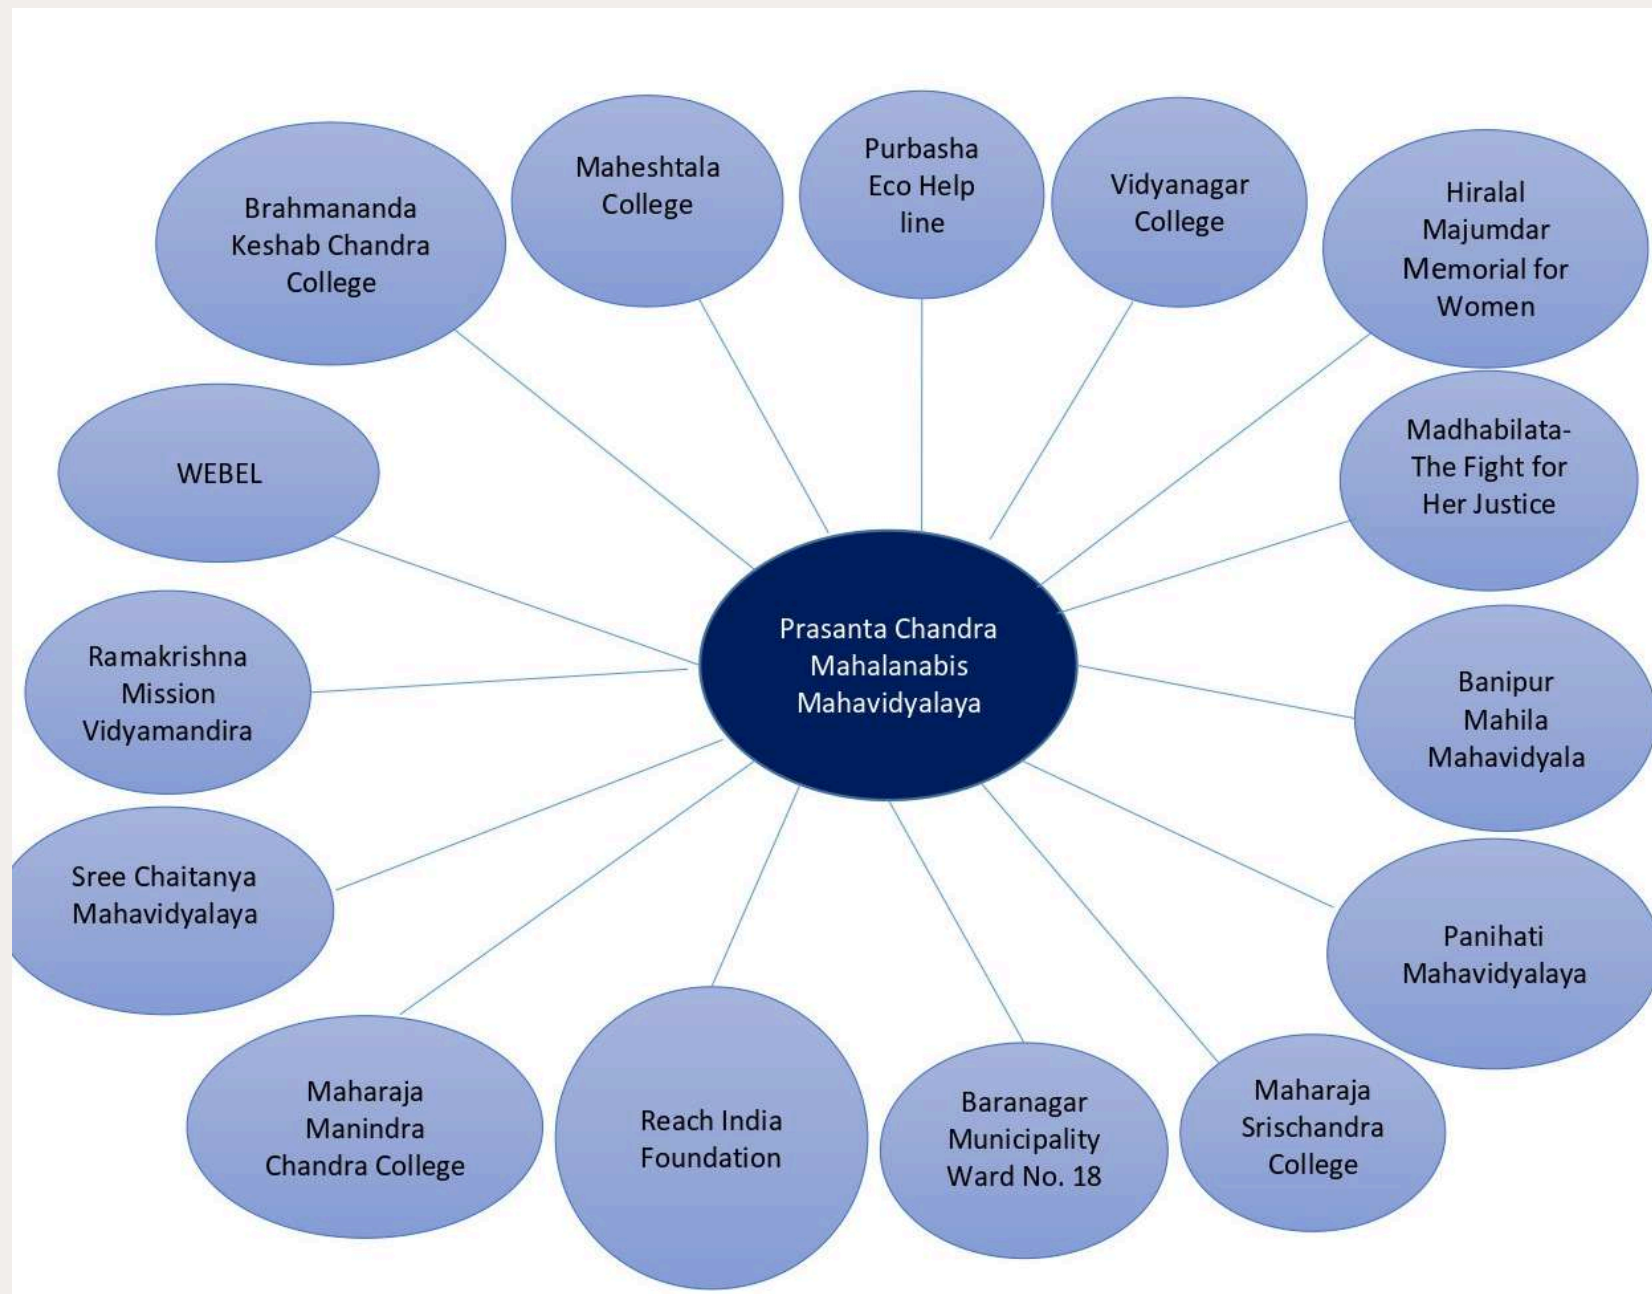 Brahmananda
Keshab Chandra
College
Maheshtala
College
Purbasha
Eco Help
line
Vidyanagar
College
Hiralal
Majumdar
Memorial for
Women
WEBEL
Madhabilata-
The Fight for
Her Justice
Prasanta Chandra
Mahalanabis
Mahavidyalaya
Ramakrishna
Mission
Vidyamandira
Banipur
Mahila
Mahavidyala
Sree Chaitanya
Mahavidyalaya
Panihati
Mahavidyalaya
Maharaja
Manindra
Chandra College
Reach India
Foundation
Baranagar
Municipality
Ward No. 18
Maharaja
Srischandra
College